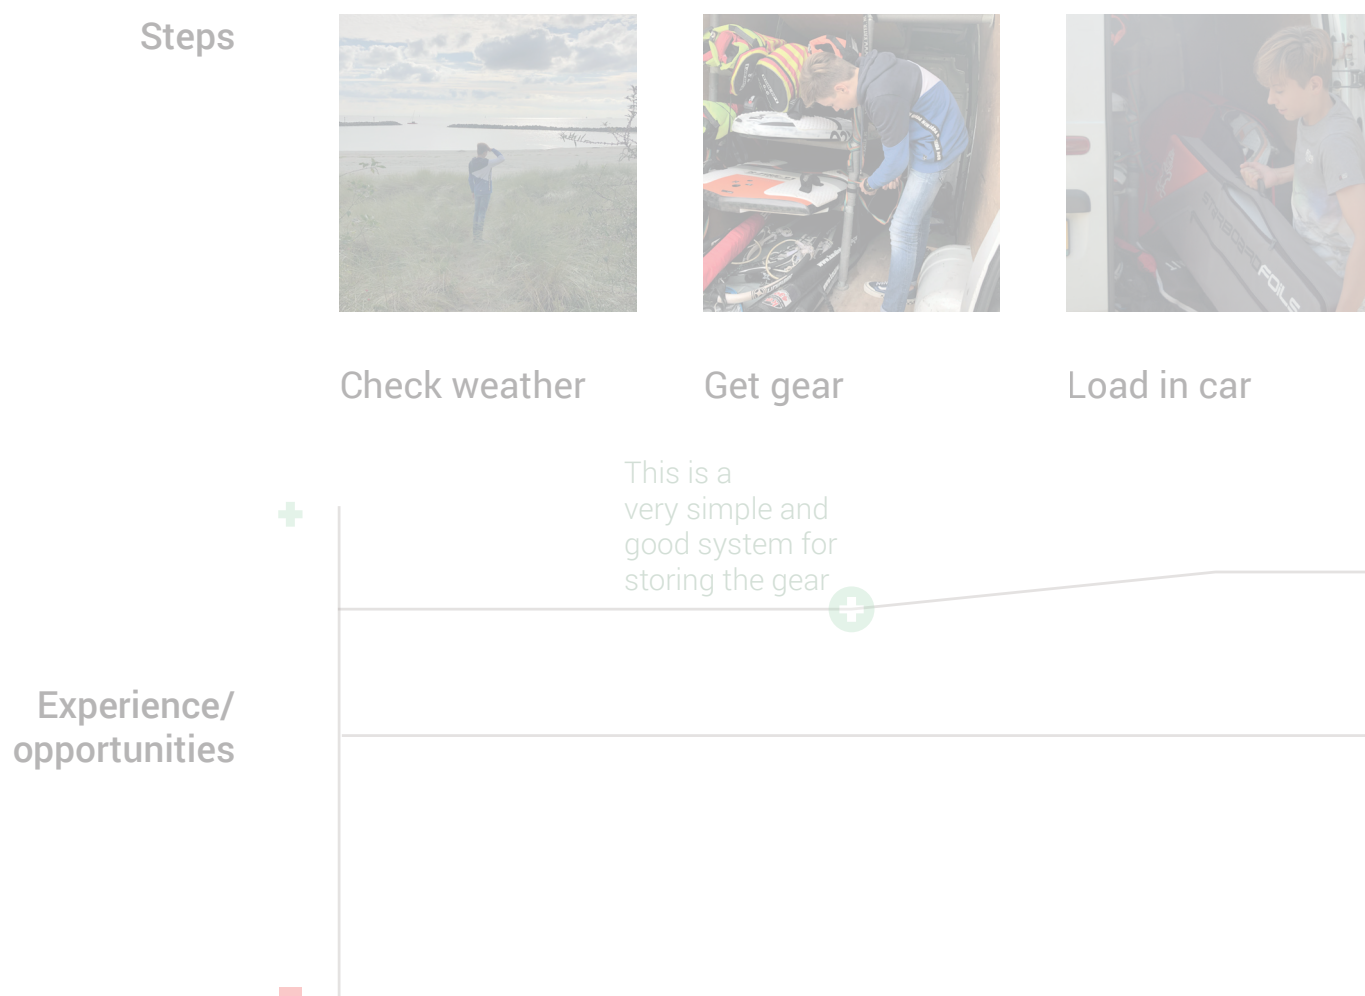 Steps
Check weather
Get gear
Load in car
This is a
very simple and
good system for
storing the gear
Experience/
opportunities
FOILS